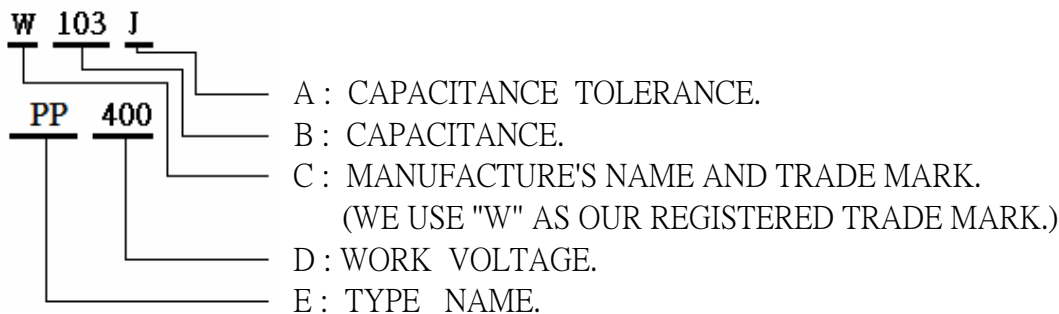 W 103 J
A : CAPACITANCE TOLERANCE.
PP 400
B : CAPACITANCE.
C : MANUFACTURE'S NAME AND TRADE MARK.
(WE USE "W" AS OUR REGISTERED TRADE MARK.)
D : WORK VOLTAGE.
E : TYPE NAME.